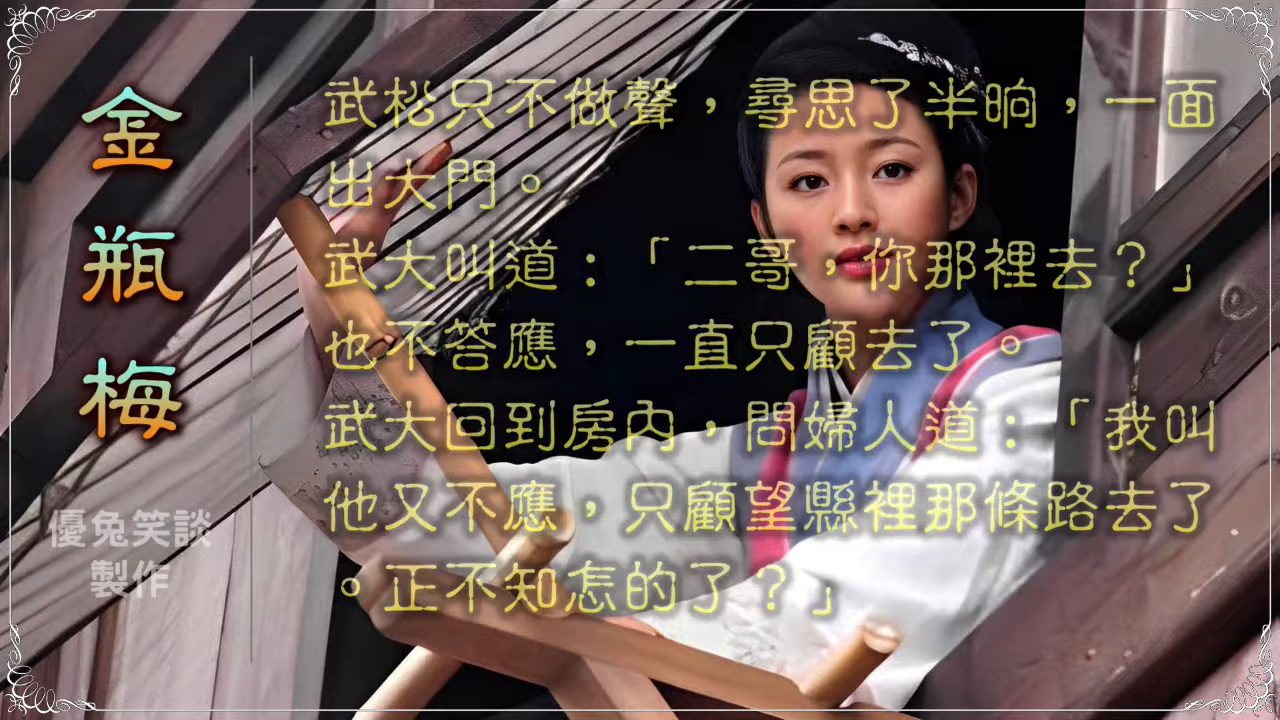 金瓶梅
優兔笑談
製作
武松只不做聲，尋思了半晌，一面
出大門。
武大叫道：「二哥，你那裡去？」
也不答應，一直只顧去了。
武大回到房內，問婦人道：「我叫
他又不應，只顧望縣裡那條路去了
。正不知怎的了？」